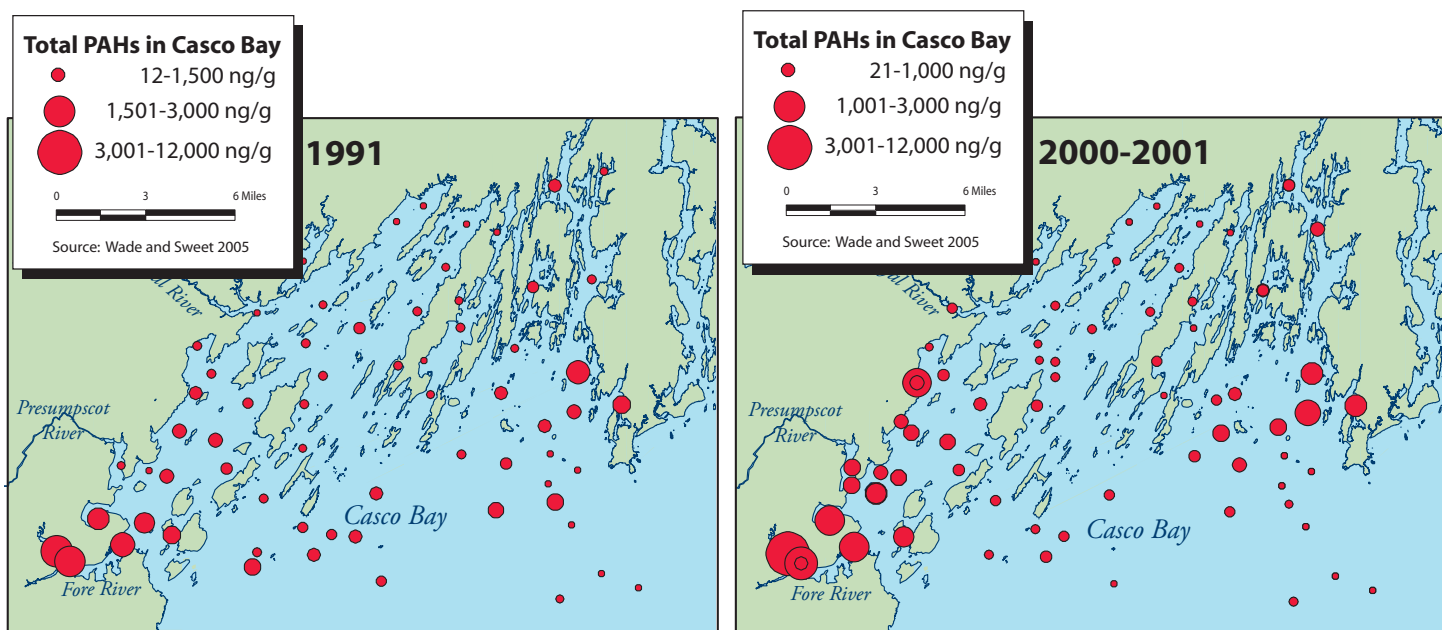 Total PAHs in Casco Bay
12-1,500 ng/g
1,501-3,000 ng/g
3,001-12,000 ng/g
0 3 6 Miles
Source: Wade and Sweet 2005
1991
River
Presumpscot
River
Casco Bay
Fore River
Total PAHs in Casco Bay
21-1,000 ng/g
1,001-3,000 ng/g
3,001-12,000 ng/g
0 3 6 Miles
Source: Wade and Sweet 2005
2000-2001
River
Presumpscot
River
Casco Bay
Fore River